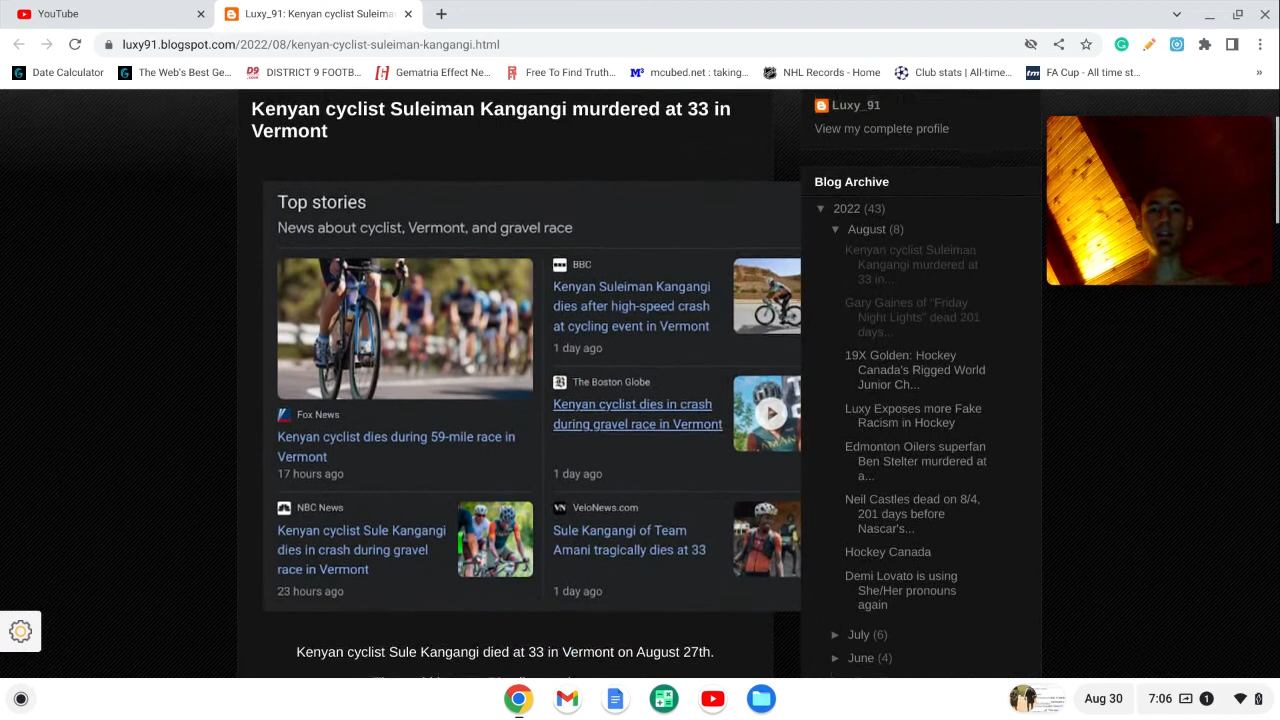 YouTube
Luxy_91: Kenyan cyclist Suleima
luxy91.blogspot.com/2022/08/kenyan-cyclist-suleiman-kangangi.html
Date Calculator
The Web's Best Ge...
DISTRICT 9 FOOTB...
Gematria Effect Ne...
Free To Find Truth...
mcubed.net : taking...
NHL Records - Home
Club stats | All-time...
FA Cup - All time st...
»
Kenyan cyclist Suleiman Kangangi murdered at 33 in
Vermont
Top stories
News about cyclist, Vermont, and gravel race
Fox News
Kenyan cyclist dies during 59-mile race in
Vermont
17 hours ago
NBC News
Kenyan cyclist Sule Kangangi
dies in crash during gravel
race in Vermont
23 hours ago
BBC
Kenyan Suleiman Kangangi
dies after high-speed crash
at cycling event in Vermont
1 day ago
The Boston Globe
Kenyan cyclist dies in crash
during gravel race in Vermont
1 day ago
VeloNews.com
Sule Kangangi of Team
Amani tragically dies at 33
1 day ago
Kenyan cyclist Sule Kangangi died at 33 in Vermont on August 27th.
Luxy_91
View my complete profile
Blog Archive
▼ 2022 (43)
▼ August (8)
Kenyan cyclist Suleiman
Kangangi murdered at
33 in...
Gary Gaines of "Friday
Night Lights" dead 201
days...
19X Golden: Hockey
Canada's Rigged World
Junior Ch...
Luxy Exposes more Fake
Racism in Hockey
Edmonton Oilers superfan
Ben Stelter murdered at
a...
Neil Castles dead on 8/4,
201 days before
Nascar's...
Hockey Canada
Demi Lovato is using
She/Her pronouns
again
► July (6)
► June (4)
Aug 30
7:06
1